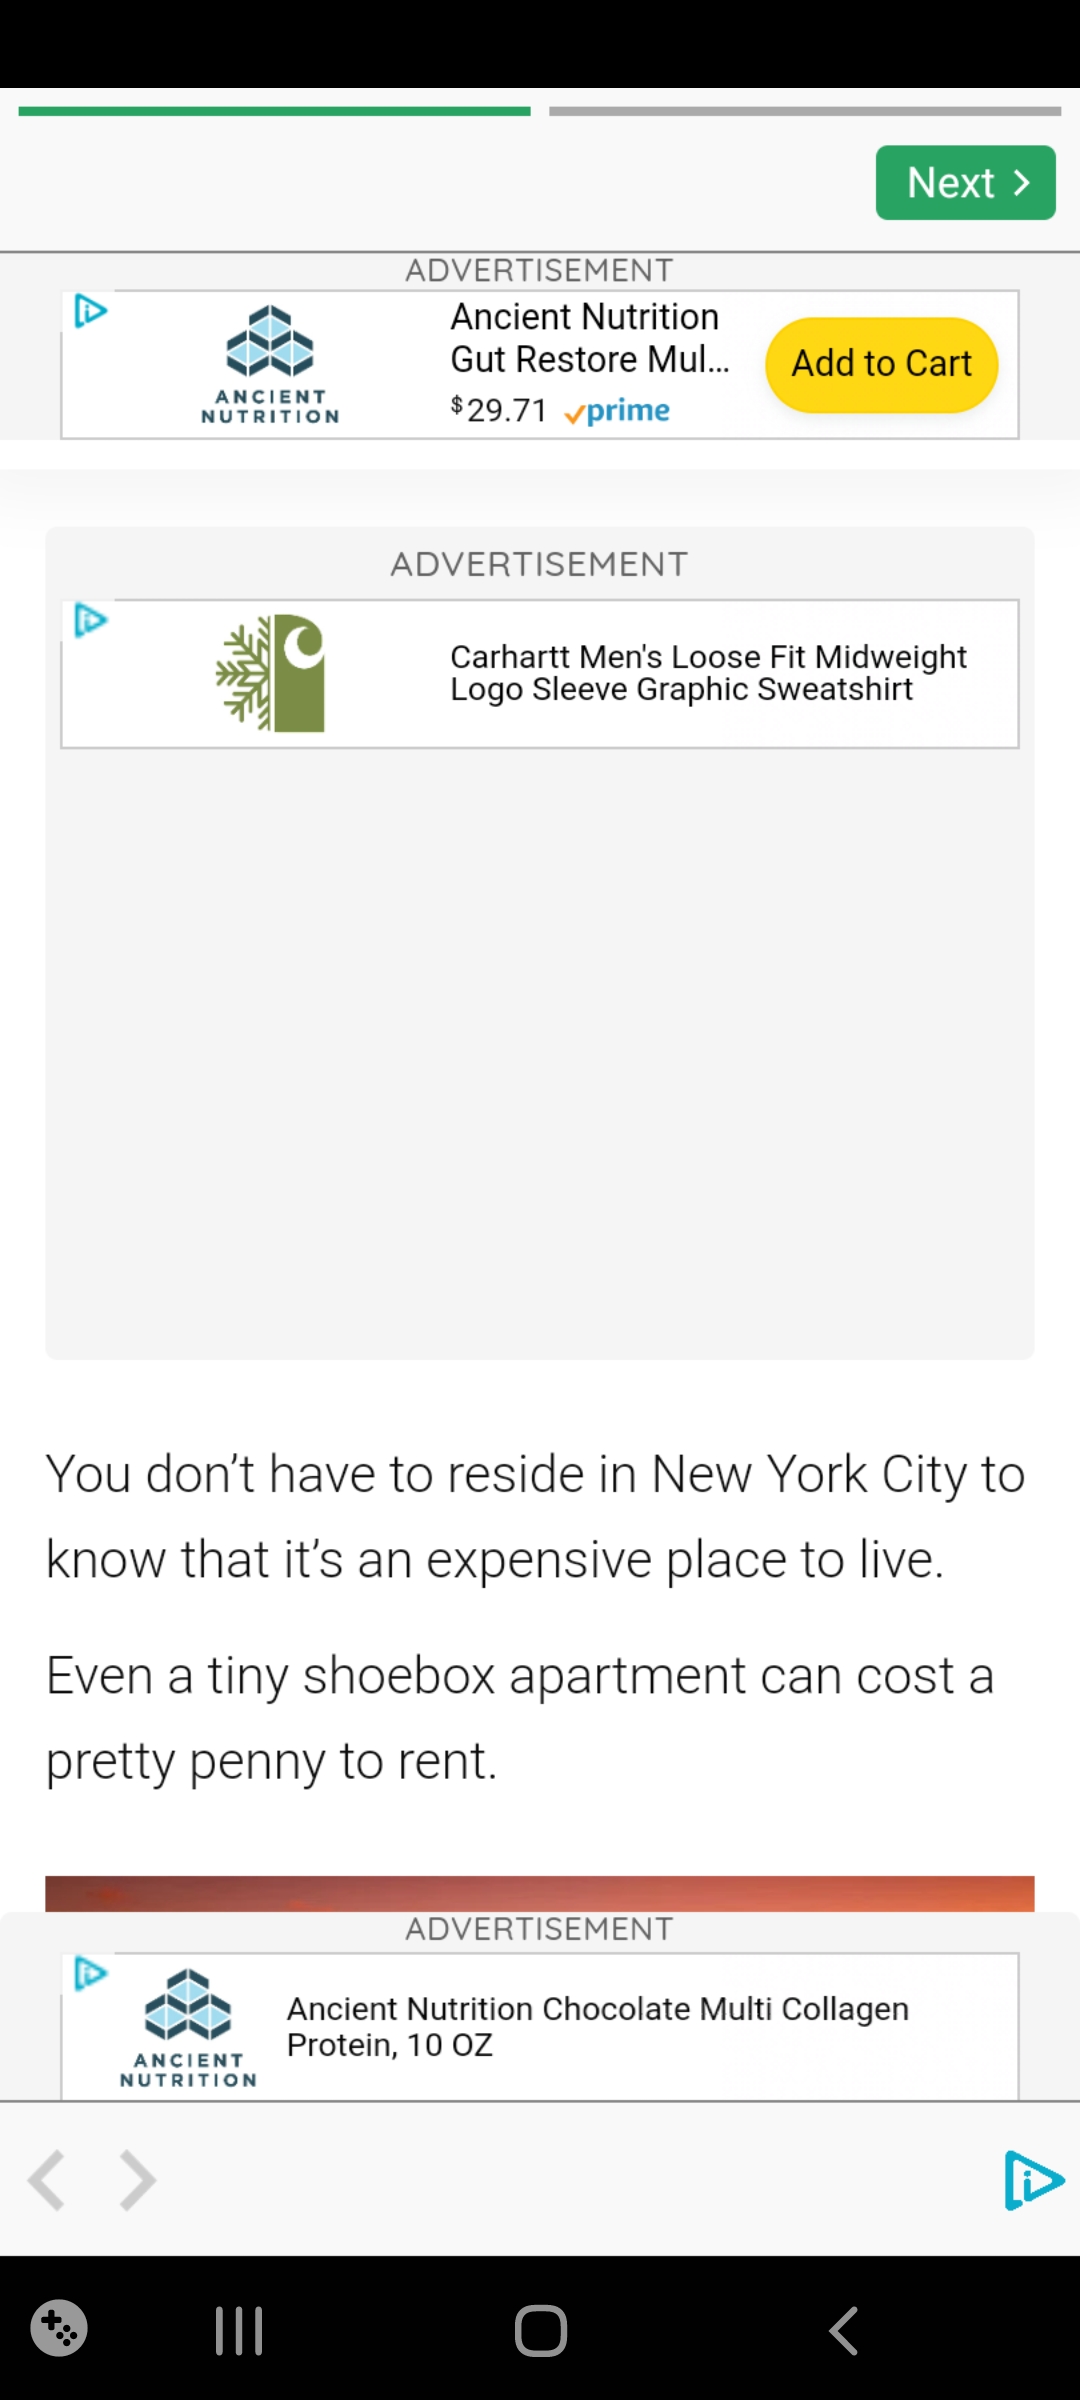 Next
ADVERTISEMENT
Ancient Nutrition
Gut Restore Mul...
$29.71 prime
Add to Cart
ANCIENT
NUTRITION
ADVERTISEMENT
Carhartt Men's Loose Fit Midweight
Logo Sleeve Graphic Sweatshirt
You don’t have to reside in New York City to
know that it’s an expensive place to live.
Even a tiny shoebox apartment can cost a
pretty penny to rent.
ADVERTISEMENT
ANCIENT
NUTRITION
Ancient Nutrition Chocolate Multi Collagen
Protein, 10 OZ